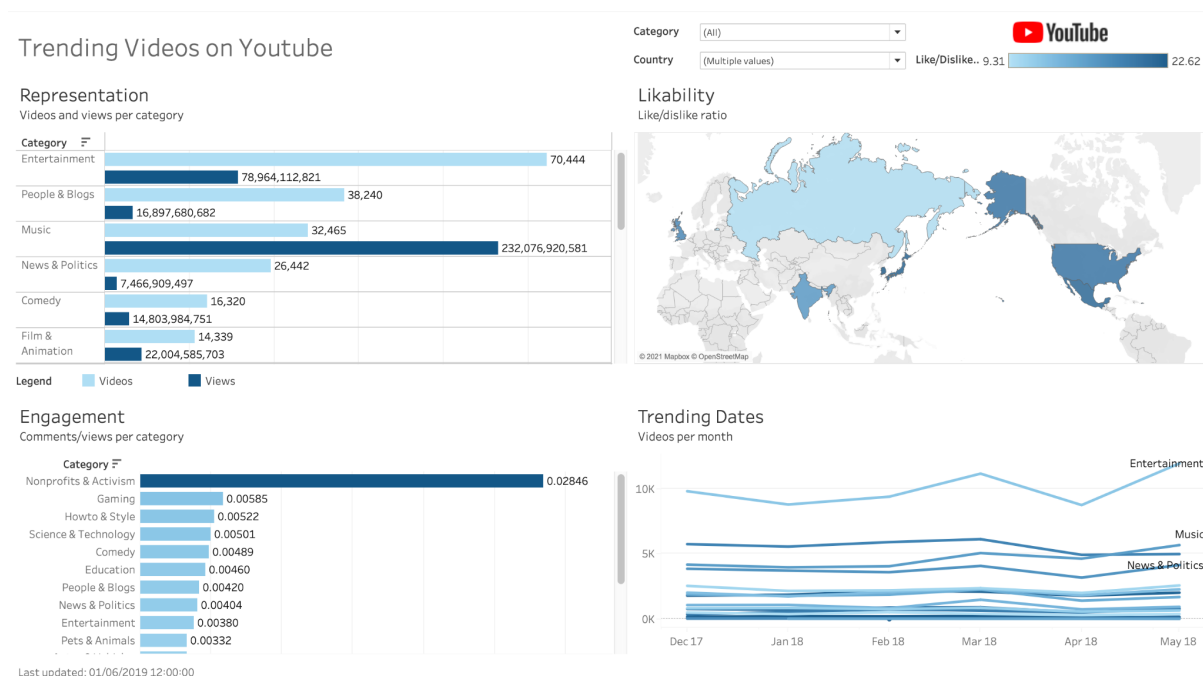 Trending Videos on Youtube
Category (All)
Country (Multiple values)
YouTube
Like/Dislike.. 9.31 22.62
Representation
Videos and views per category
Category
Entertainment 70,444
78,964,112,821
People & Blogs 38,240
16,897,680,682
Music 32,465
232,076,920,581
News & Politics 26,442
7,466,909,497
Comedy 16,320
14,803,984,751
Film &
Animation
14,339
22,004,585,703
Legend Videos Views
Likability
Like/dislike ratio
© 2021 Mapbox © OpenStreetMap
Engagement
Comments/views per category
Category
Nonprofits & Activism 0.02846
Gaming 0.00585
Howto & Style 0.00522
Science & Technology 0.00501
Comedy 0.00489
Education 0.00460
People & Blogs 0.00420
News & Politics 0.00404
Entertainment 0.00380
Pets & Animals 0.00332
Trending Dates
Videos per month
Entertainment
10K
Music
5K
News & Politics
0K
Dec 17 Jan 18 Feb 18 Mar 18 Apr 18 May 18
Last updated: 01/06/2019 12:00:00